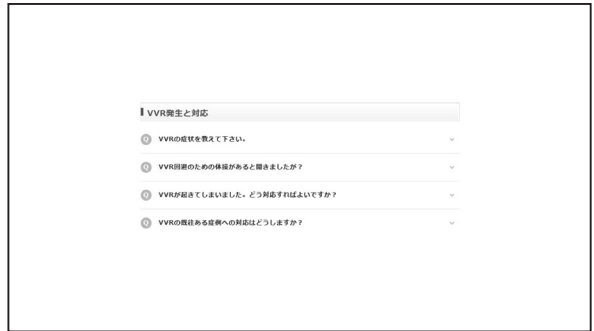 VVR発生と対応
Q VVRの症状を教えて下さい。
Q VVR回避のための体操があると聞きましたが？
Q VVRが起きてしまいました。どう対応すればよいですか？
Q VVRの既往ある症例への対応はどうしますか？